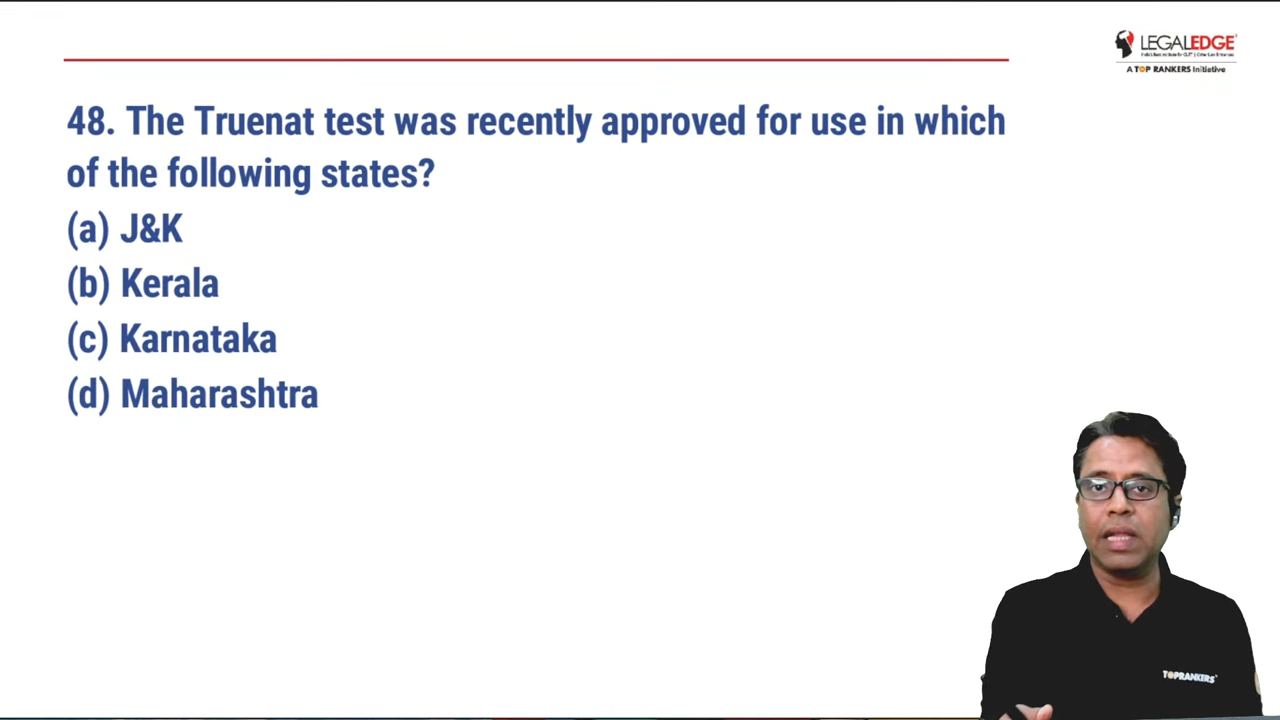 LEGALEDGE
A TOP RANKERS Initiative
48. The Truenat test was recently approved for use in which
of the following states?
(a) J&K
(b) Kerala
(c) Karnataka
(d) Maharashtra
TOPRANKERS